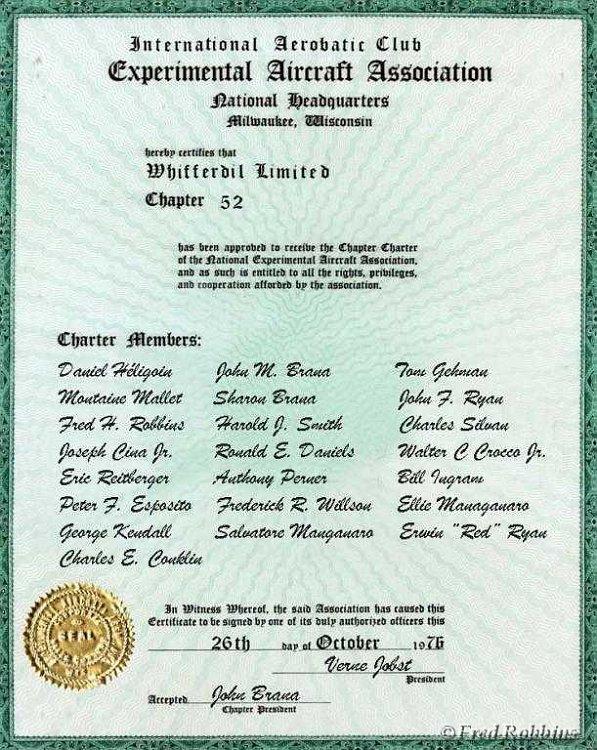 International Aerobatic Club
Experimental Aircraft Association
National Headquarters
Milwaukee, Wisconsin
hereby certifies that
Whifferdil Limited
Chapter 52
has been approved to receive the Chapter Charter
of the National Experimental Aircraft Association,
and as such is entitled to all the rights, privileges,
and cooperation afforded by the association.
Charter Members:
Daniel Héligoin John M. Brana Tom Gehman
Montaine Mallet Sharon Brana John F. Ryan
Fred H. Robbins Harold J. Smith Charles Silvan
Joseph Cina Jr. Ronald E. Daniels Walter C Crocco Jr.
Eric Reitberger Anthony Perner Bill Ingram
Peter F. Esposito Frederick R. Willson Ellie Managanaro
George Kendall Salvatore Manganaro Erwin "Red" Ryan
Charles E. Conklin
In Witness Whereof, the said Association has caused this
Certificate to be signed by one of its duly authorized officers this
26th day of October 1976
Verne Jobst
President
Accepted John Brana
Chapter President
SEAL
©Fred Robbins